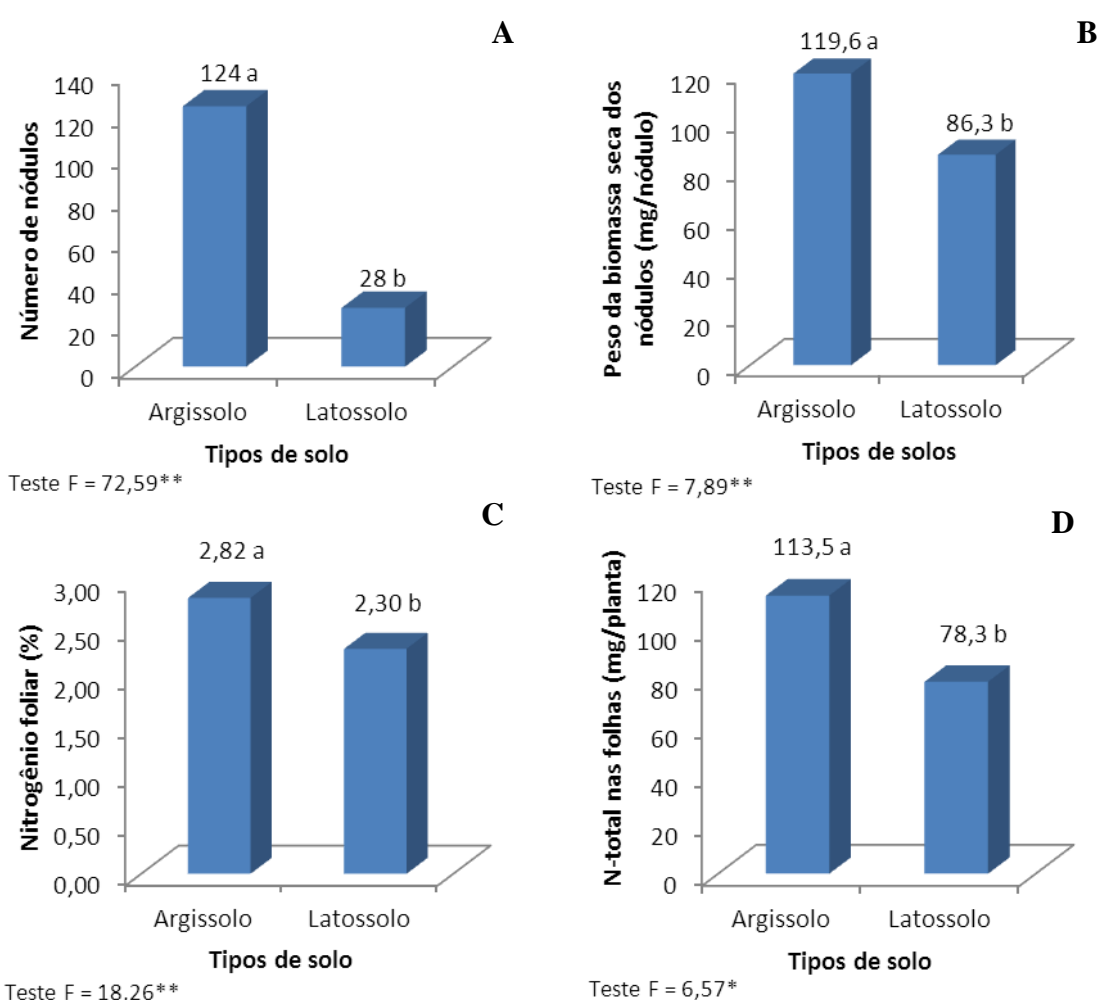 A
124 a
28 b
Número de nódulos
140
120
100
80
60
40
20
0
Argissolo Latossolo
Tipos de solo
Teste F = 72,59**
B
119,6 a
86,3 b
Peso da biomassa seca dos
nódulos (mg/nódulo)
120
100
80
60
40
20
0
Argissolo Latossolo
Tipos de solos
Teste F = 7,89**
C
2,82 a
2,30 b
Nitrogênio foliar (%)
3,00
2,50
2,00
1,50
1,00
0,50
0,00
Argissolo Latossolo
Tipos de solo
Teste F = 18,26**
D
113,5 a
78,3 b
N-total nas folhas (mg/planta)
120
100
80
60
40
20
0
Argissolo Latossolo
Tipos de solo
Teste F = 6,57*